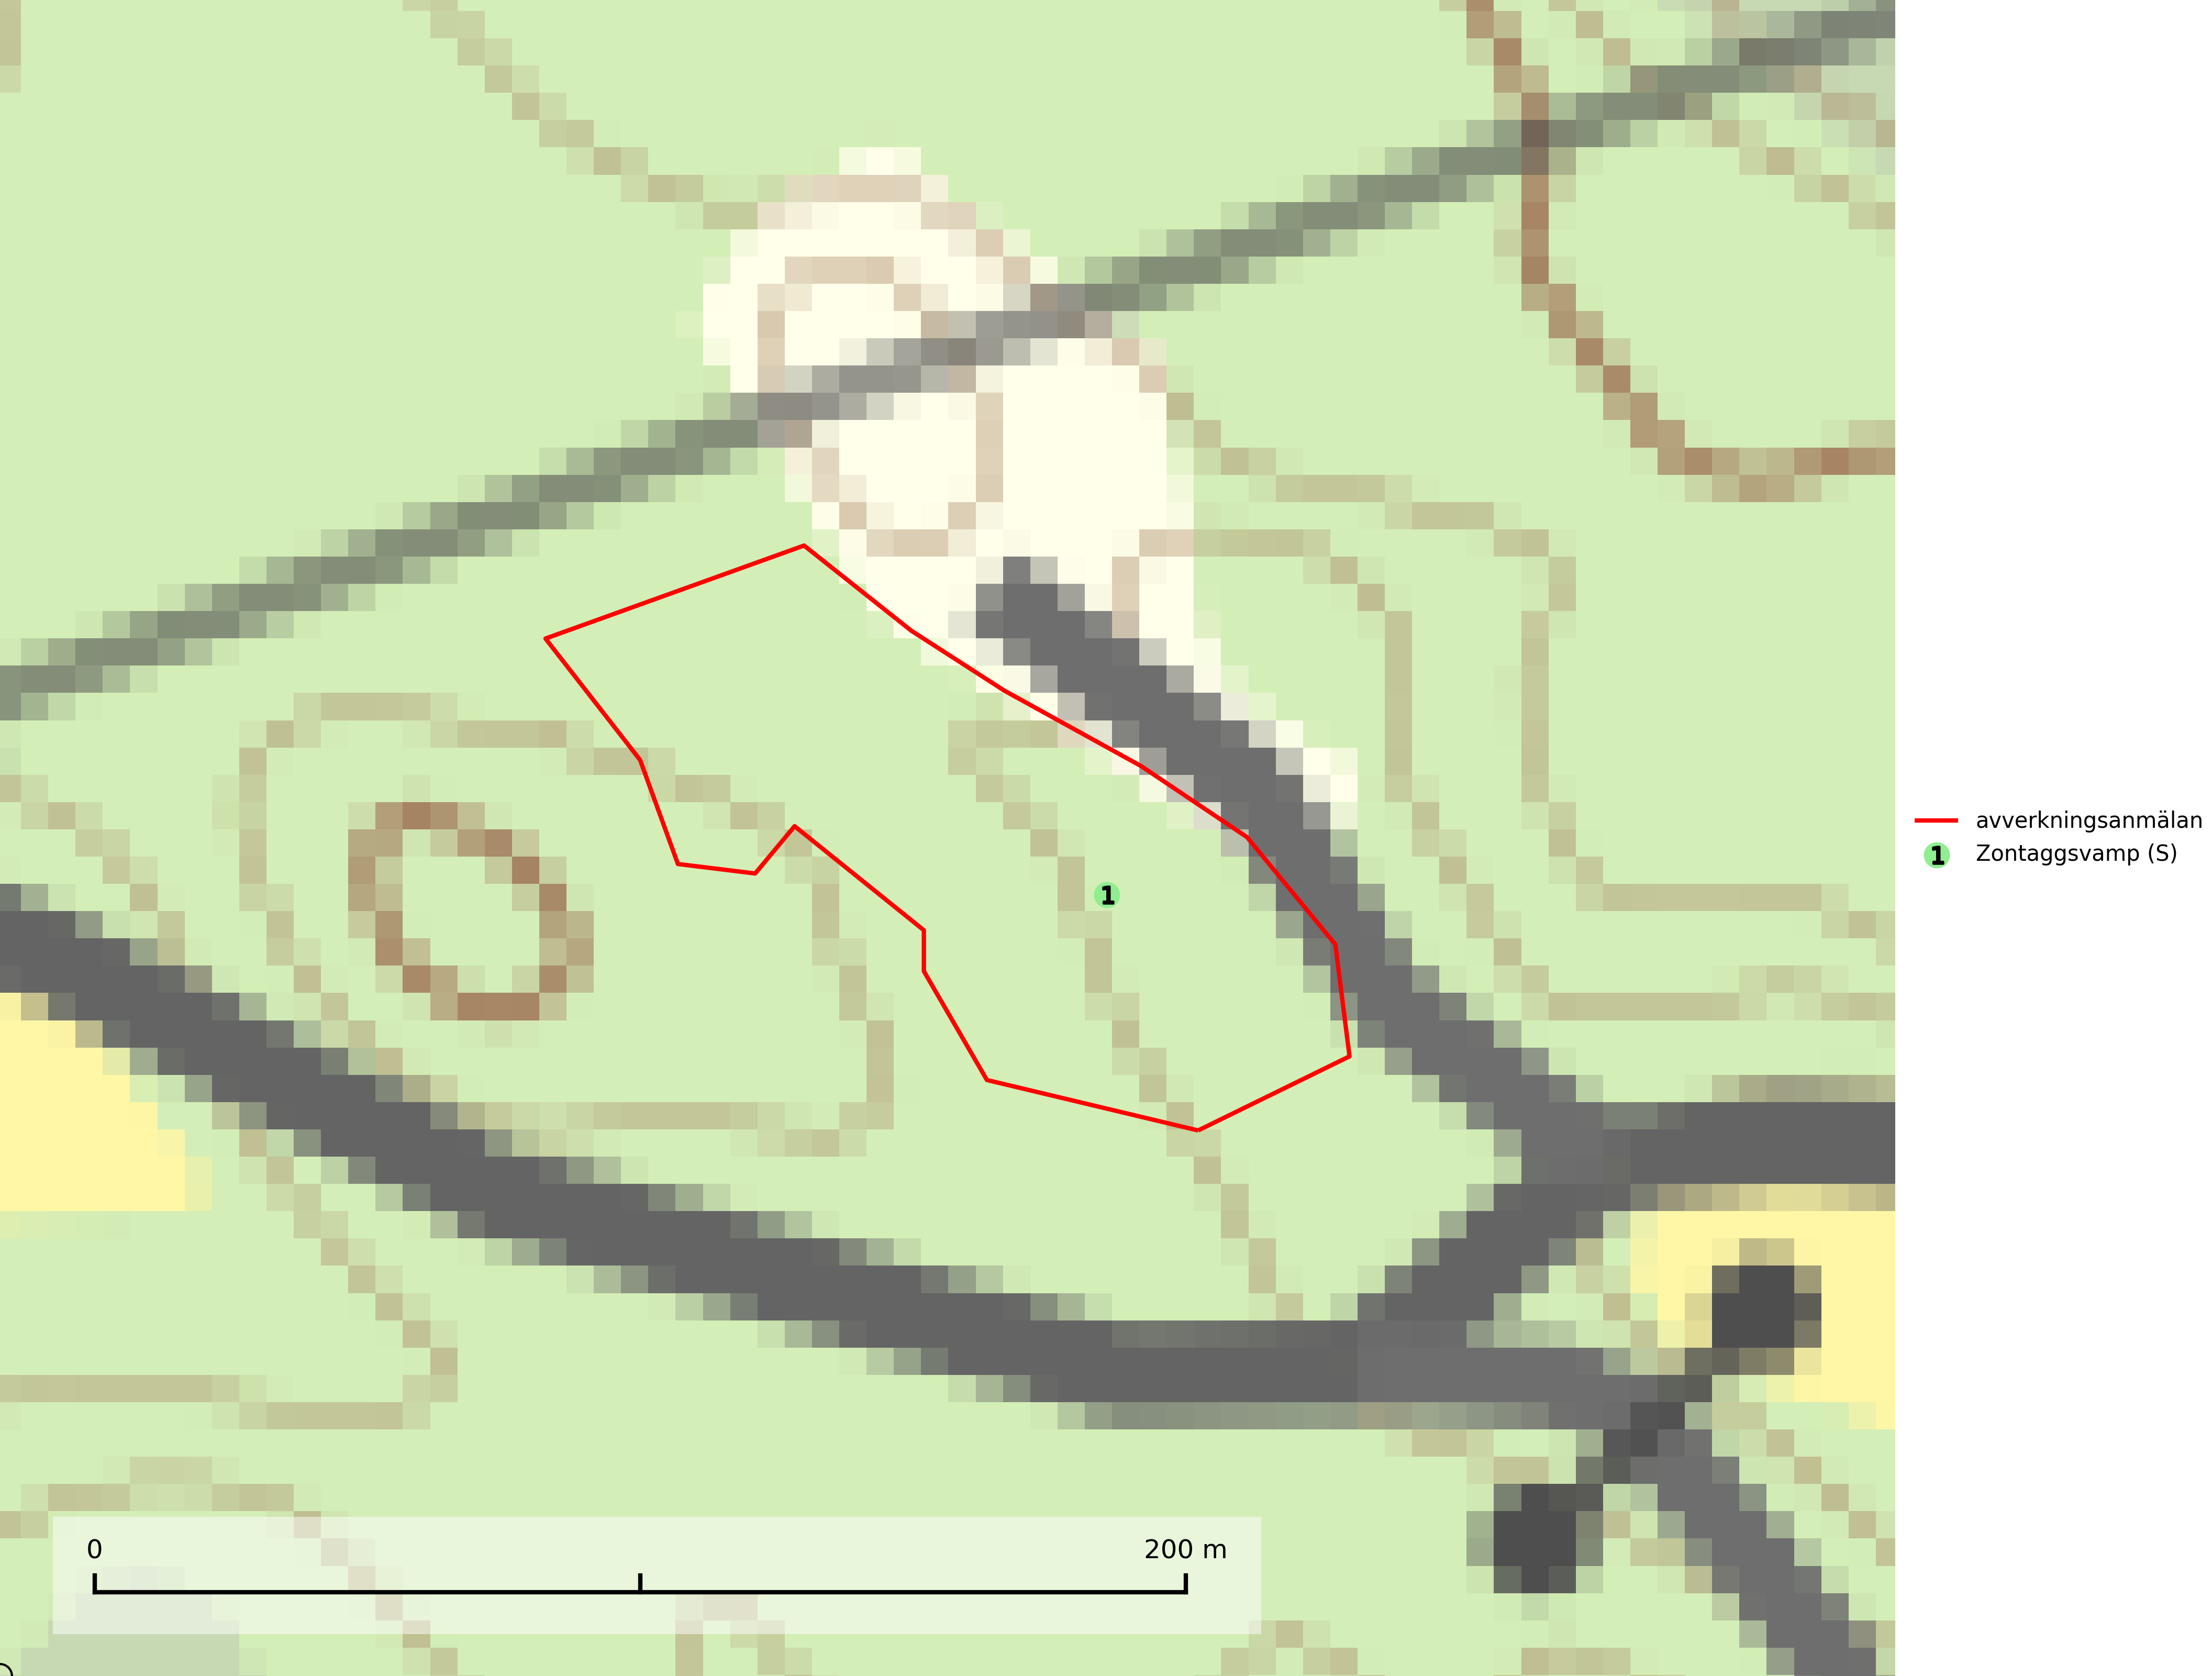 1
avverkningsanmälan
1 Zontaggsvamp (S)
0 200 m